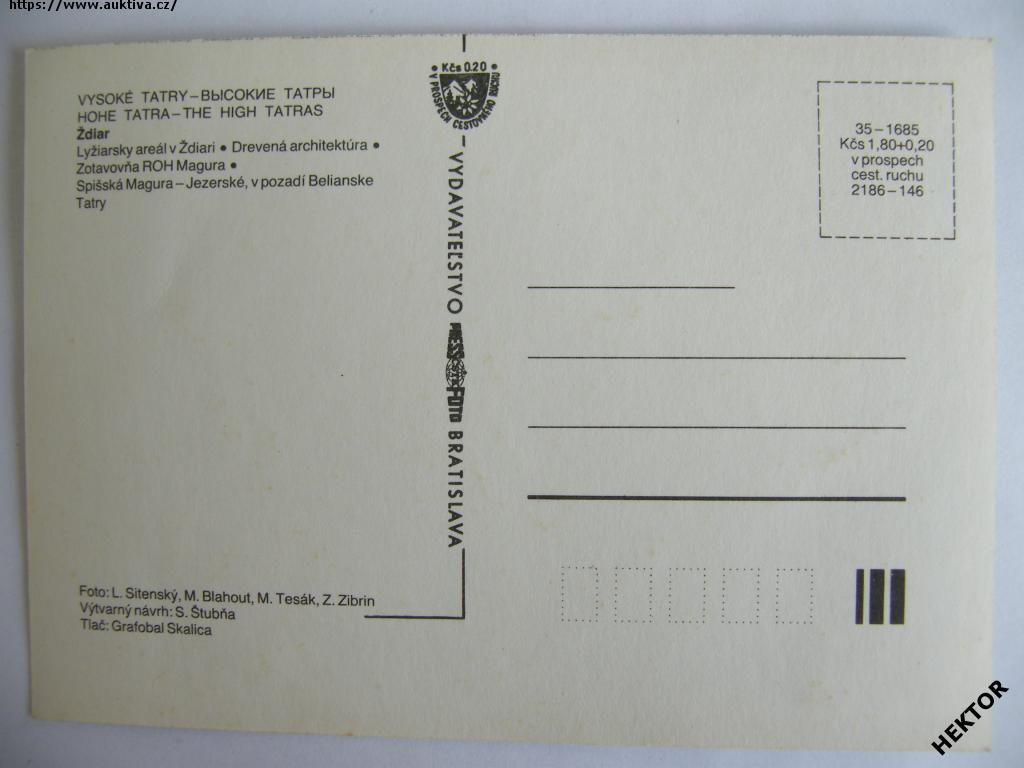 https://www.auktiva.cz/
VYSOKÉ TATRY – ВЫСОКИЕ ТАТРЫ
HOHE TATRA – THE HIGH TATRAS
Ždiar
Lyžiarsky areál v Ždiari • Drevená architektúra •
Zotavovňa ROH Magura •
Spišská Magura – Jezerské, v pozadí Belianske
Tatry
• Kčs 0.20 •
V PROSPECH CESTOVNÉHO RUCHU
VYDAVATEĽSTVO PRESSFOTO BRATISLAVA
35 – 1685
Kčs 1,80+0,20
v prospech
cest. ruchu
2186 – 146
Foto: L. Sitenský, M. Blahout, M. Tesák, Z. Zibrin
Výtvarný návrh: S. Štubňa
Tlač: Grafobal Skalica
HEKTOR